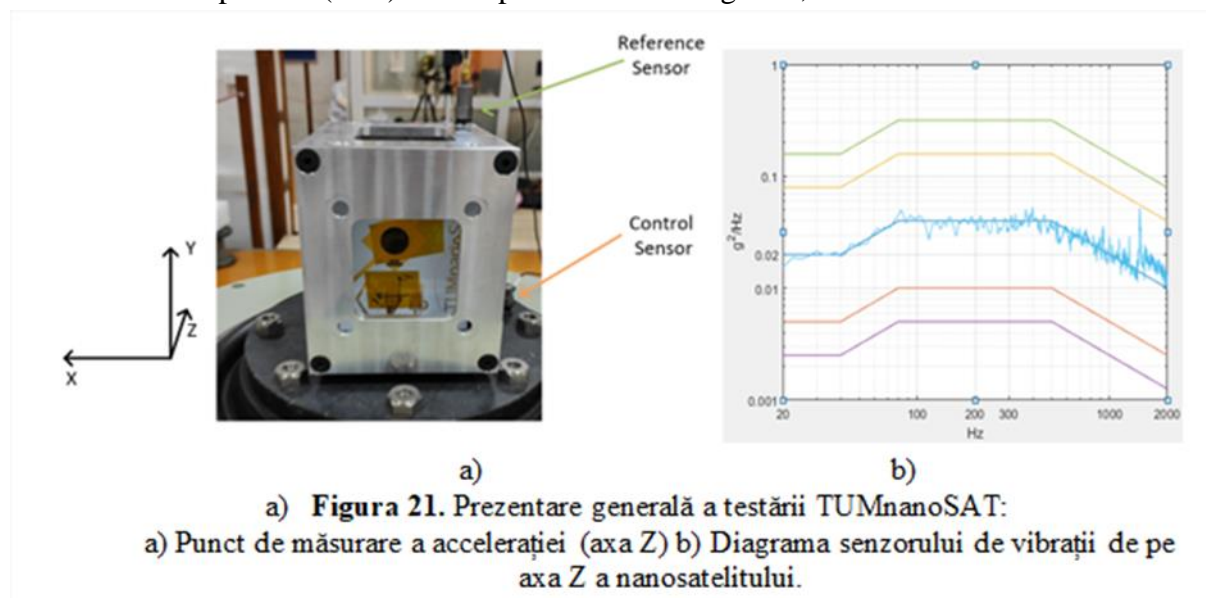 Reference
Sensor
Control
Sensor
Y
Z
X
TUMnanoSA
1
0.1
g²/Hz
0.02
0.01
0.001
20
100
200
300
1000
2000
Hz
a)
b)
a) Figura 21. Prezentare generală a testării TUMnanoSAT:
a) Punct de măsurare a accelerației (axa Z) b) Diagrama senzorului de vibrații de pe
axa Z a nanosatelitului.